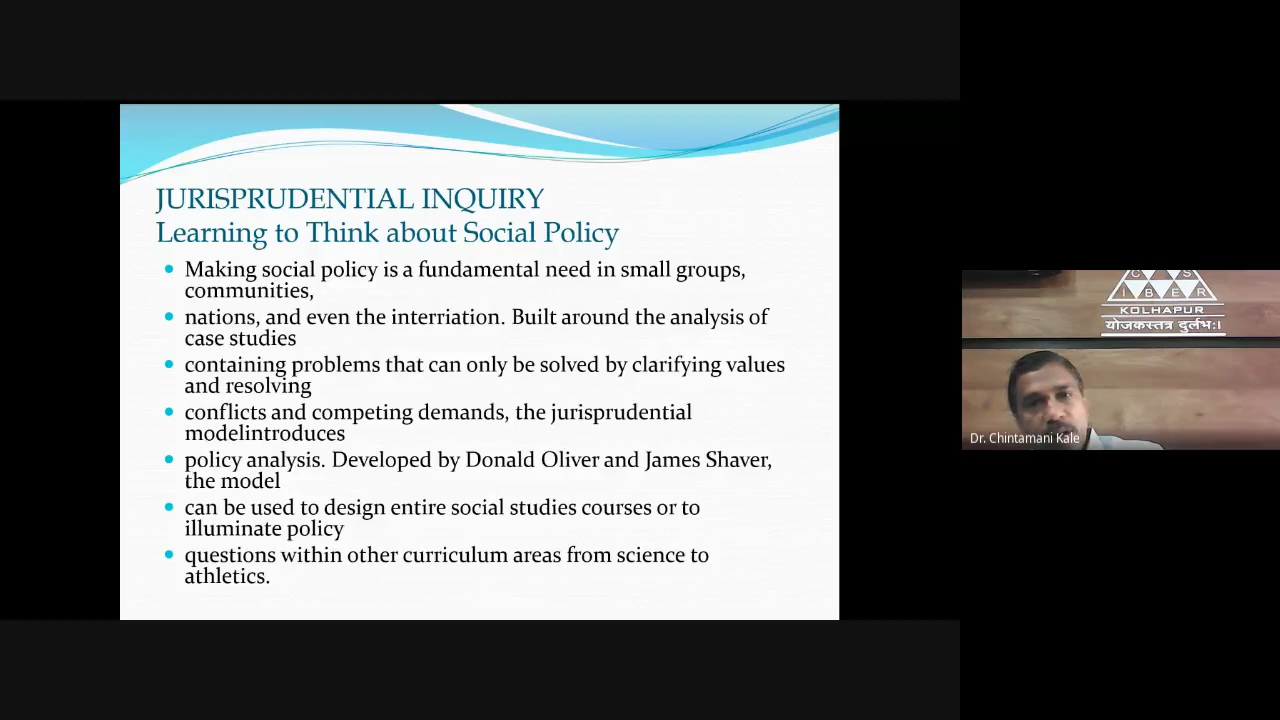 JURISPRUDENTIAL INQUIRY
Learning to Think about Social Policy
Making social policy is a fundamental need in small groups,
communities,
nations, and even the interriation. Built around the analysis of
case studies
containing problems that can only be solved by clarifying values
and resolving
conflicts and competing demands, the jurisprudential
modelintroduces
policy analysis. Developed by Donald Oliver and James Shaver,
the model
can be used to design entire social studies courses or to
illuminate policy
questions within other curriculum areas from science to
athletics.
C S
I B E R
KOLHAPUR
योजकस्तत्र दुर्लभः।
Dr. Chintamani Kale